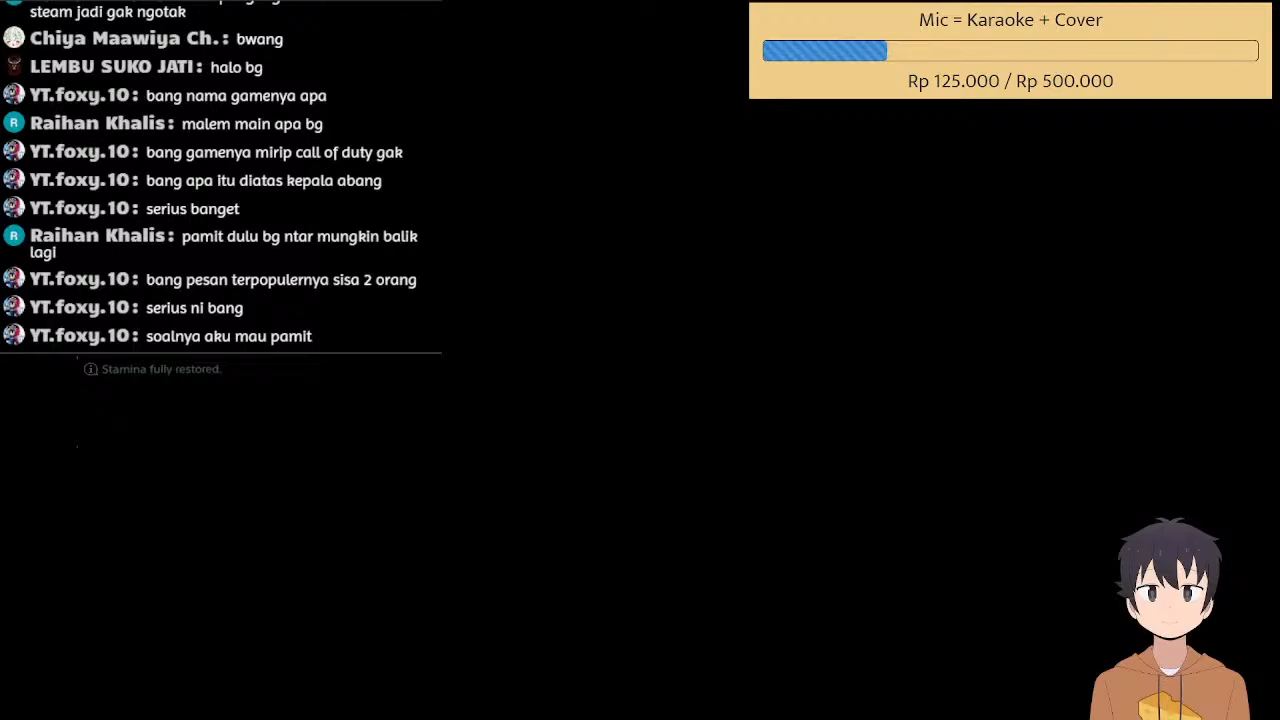 steam jadi gak ngotak
Chiya Maawiya Ch.: bwang
LEMBU SUKO JATI: halo bg
YT.foxy.10: bang nama gamenya apa
Raihan Khalis: malem main apa bg
YT.foxy.10: bang gamenya mirip call of duty gak
YT.foxy.10: bang apa itu diatas kepala abang
YT.foxy.10: serius banget
Raihan Khalis: pamit dulu bg ntar mungkin balik
lagi
YT.foxy.10: bang pesan terpopulernya sisa 2 orang
YT.foxy.10: serius ni bang
YT.foxy.10: soalnya aku mau pamit
Stamina fully restored.
Mic = Karaoke + Cover
Rp 125.000 / Rp 500.000